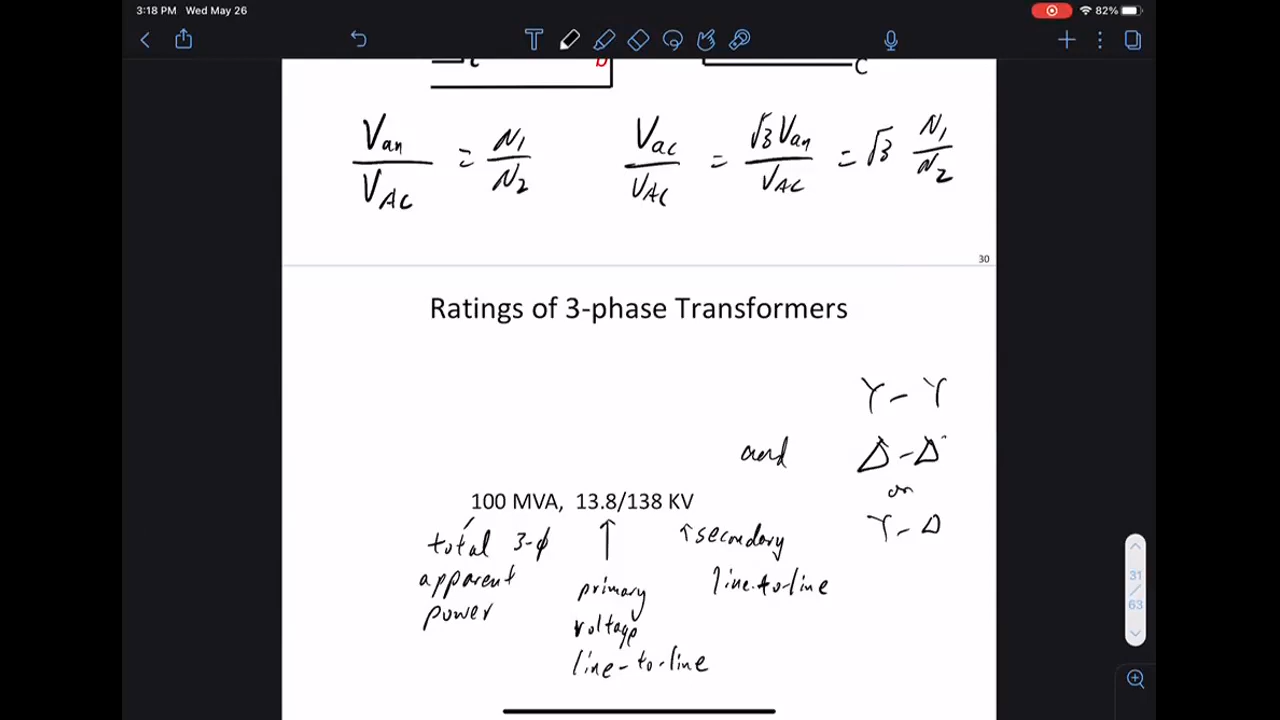 3:18 PM Wed May 26
82%
T
c
b
C
Van / VAC = N1 / N2
Vac / VAC = √3 Van / VAC = √3 N1 / N2
30
Ratings of 3-phase Transformers
Y - Y
and Δ - Δ
or
Y - Δ
100 MVA, 13.8/138 KV
total 3-ϕ
apparent
power
↑
primary
voltage
line-to-line
↑ secondary
line-to-line
31
/
63